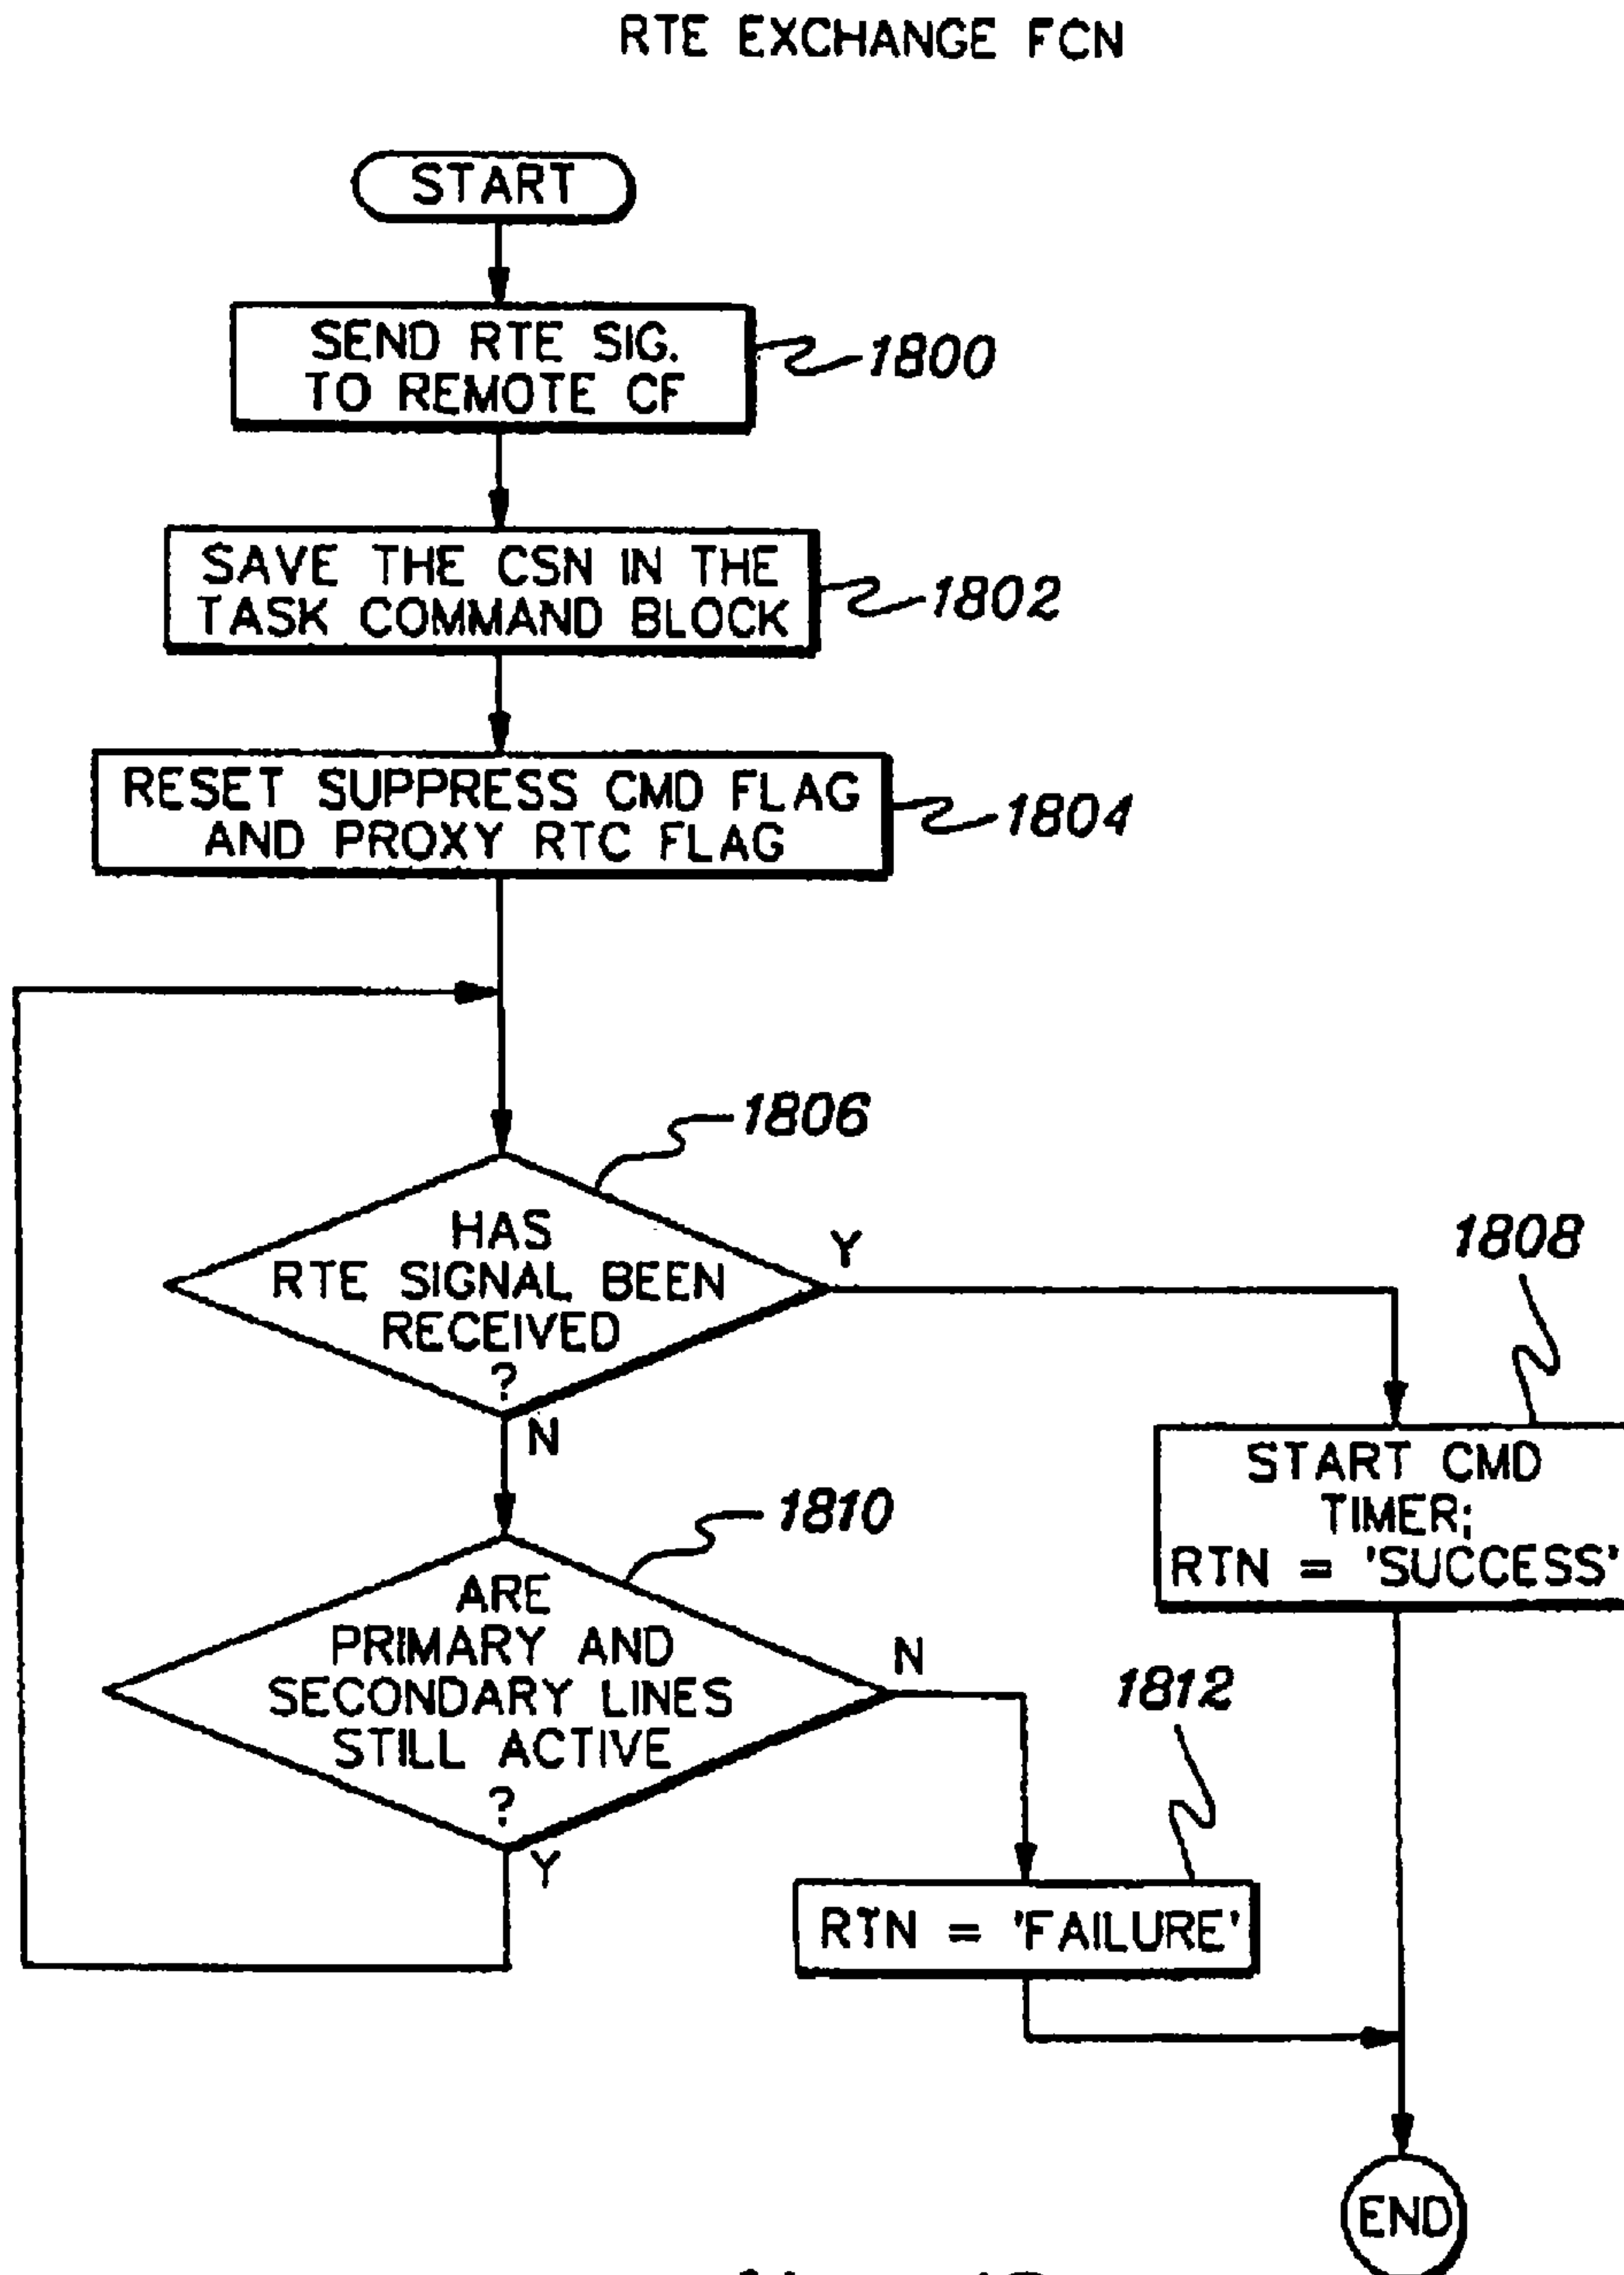 RTE EXCHANGE FCN
START
SEND RTE SIG.
TO REMOTE CF
1800
SAVE THE CSN IN THE
TASK COMMAND BLOCK
1802
RESET SUPPRESS CMD FLAG
AND PROXY RTC FLAG
1804
1806
HAS
RTE SIGNAL BEEN
RECEIVED
?
Y
N
1808
START CMD
TIMER;
RTN = 'SUCCESS'
1810
ARE
PRIMARY AND
SECONDARY LINES
STILL ACTIVE
?
N
Y
1812
RTN = 'FAILURE'
END